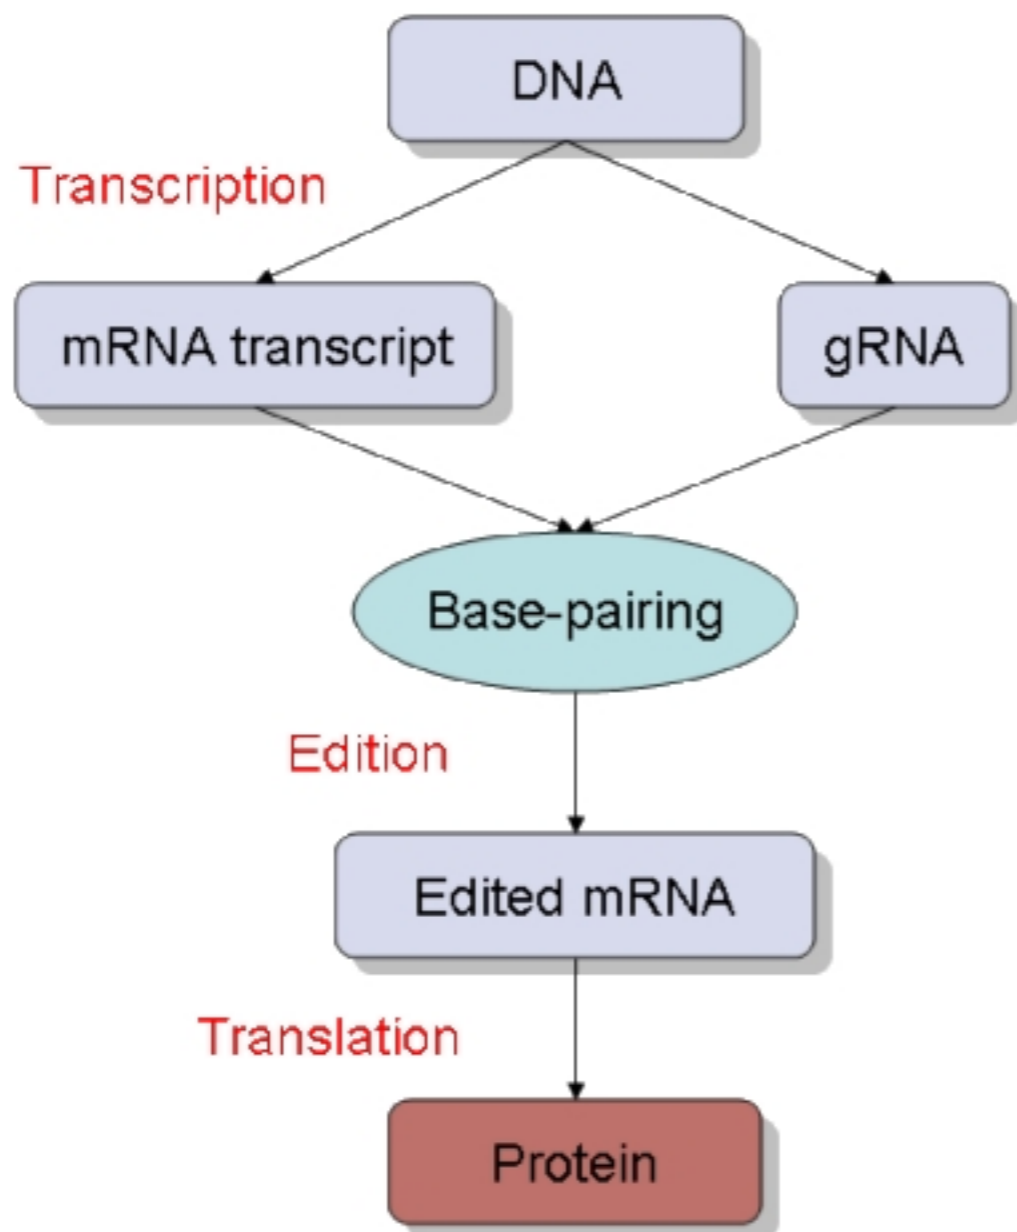 DNA
Transcription
mRNA transcript
gRNA
Base-pairing
Edition
Edited mRNA
Translation
Protein